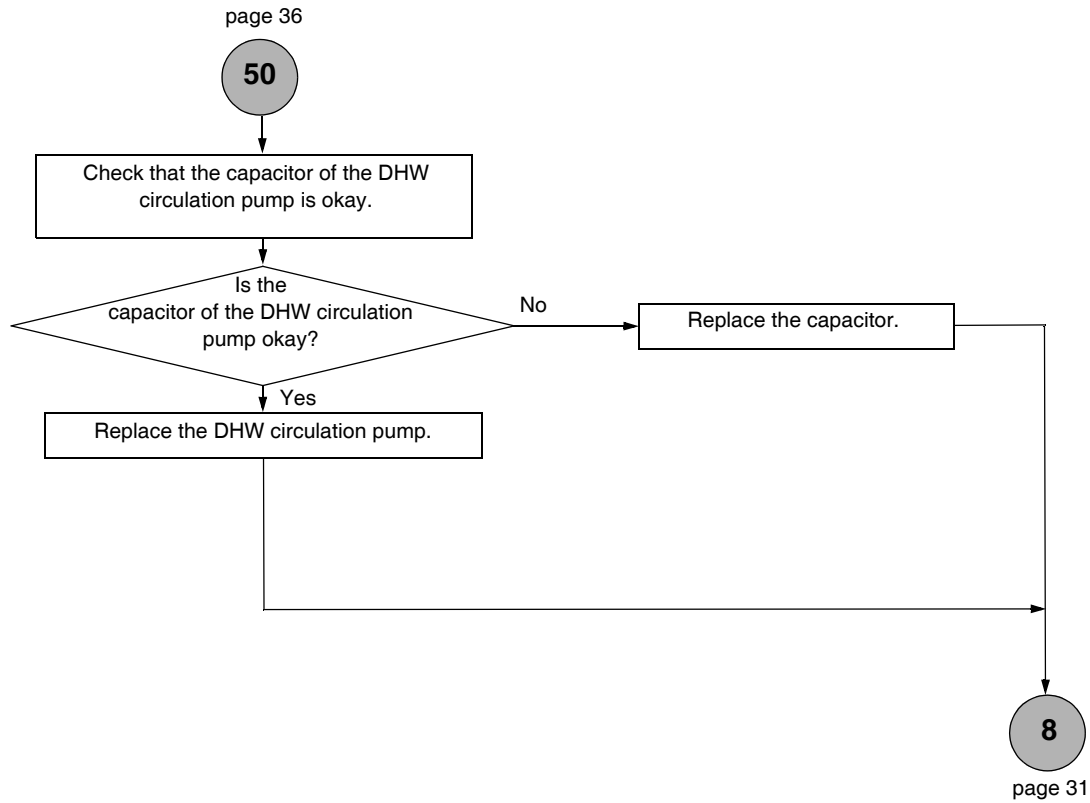 page 36
50
Check that the capacitor of the DHW
circulation pump is okay.
Is the
capacitor of the DHW circulation
pump okay?
No
Replace the capacitor.
Yes
Replace the DHW circulation pump.
8
page 31